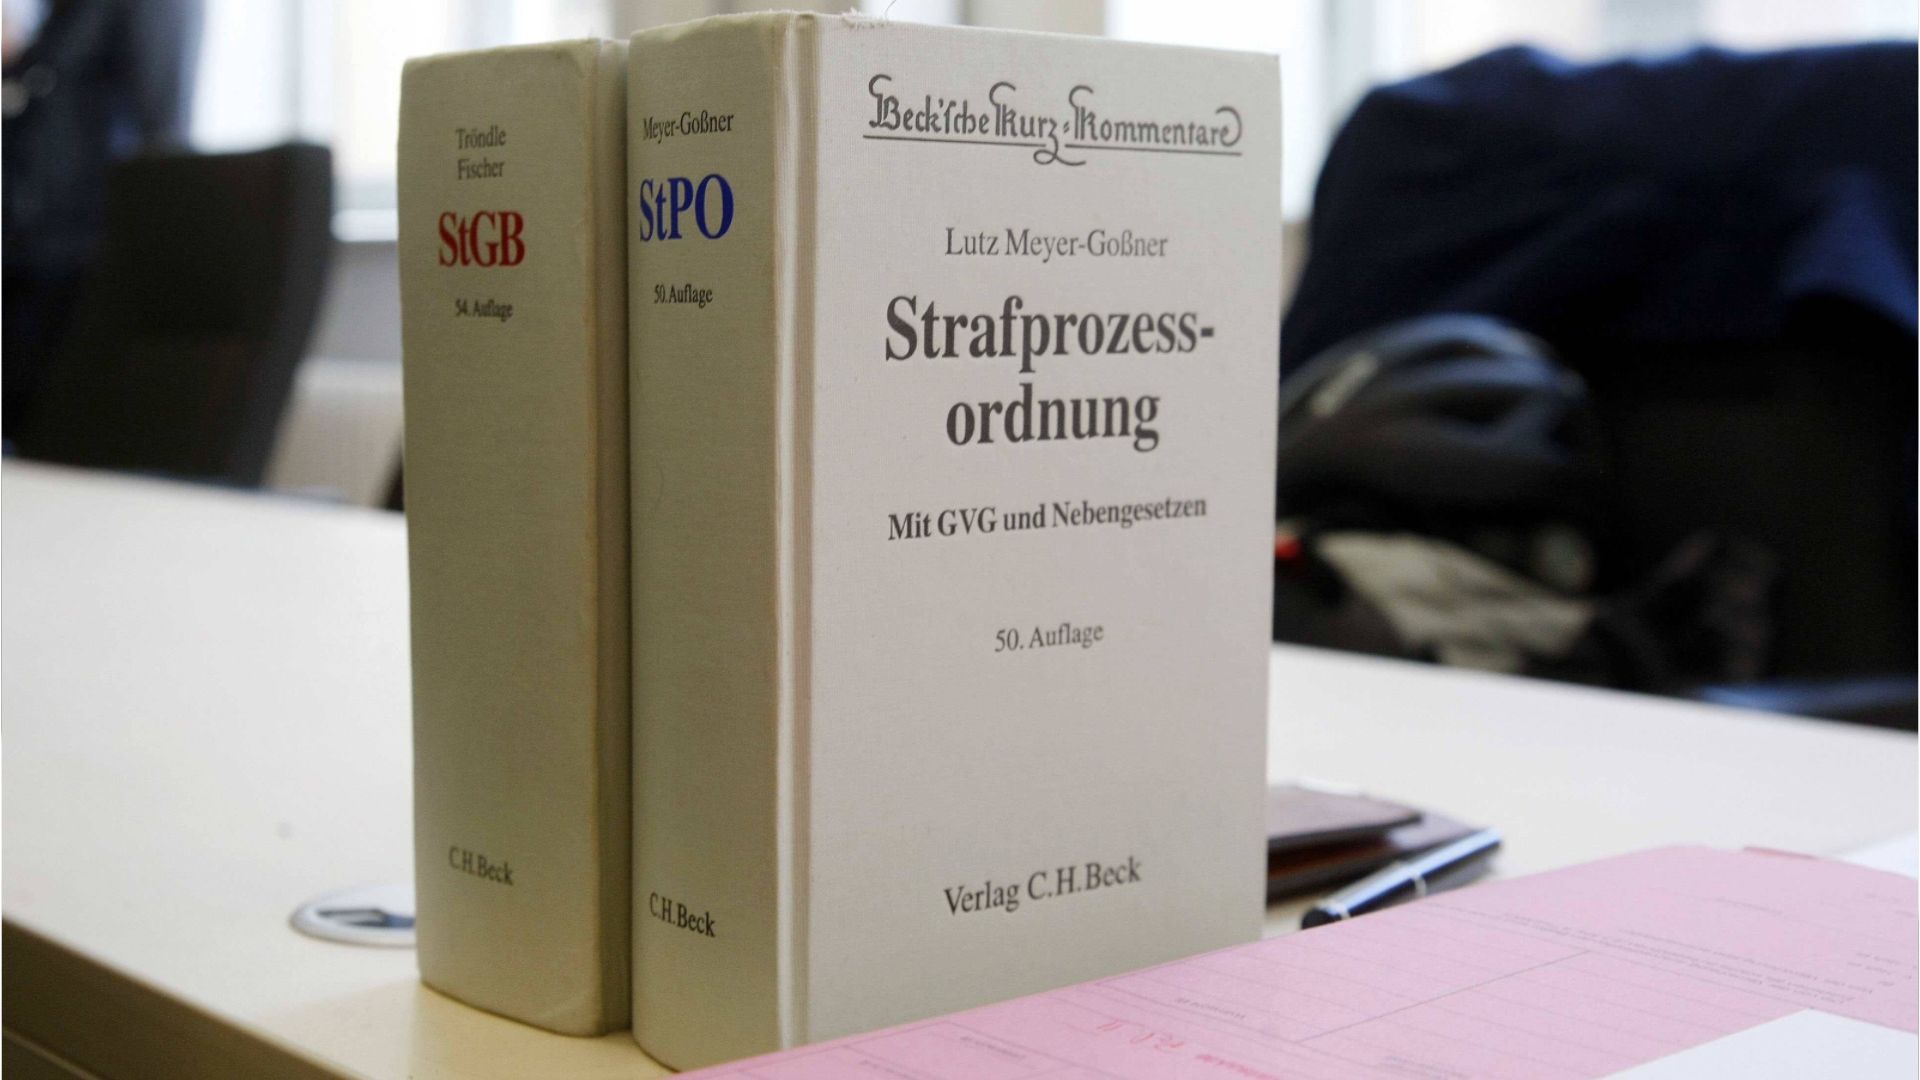 Tröndle
Fischer
StGB
54. Auflage
C.H.Beck
Meyer-Goßner
StPO
50. Auflage
C.H.Beck
Beck'sche Kurz-Kommentare
Lutz Meyer-Goßner
Strafprozess-
ordnung
Mit GVG und Nebengesetzen
50. Auflage
Verlag C.H.Beck